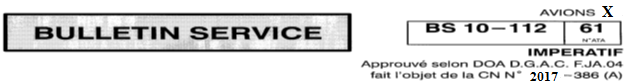 AVIONS X
BULLETIN SERVICE
BS 10-112 61
N°ATA
IMPERATIF
Approuvé selon DOA D.G.A.C. F.JA.04
fait l'objet de la CN N° 2017 -386 (A)